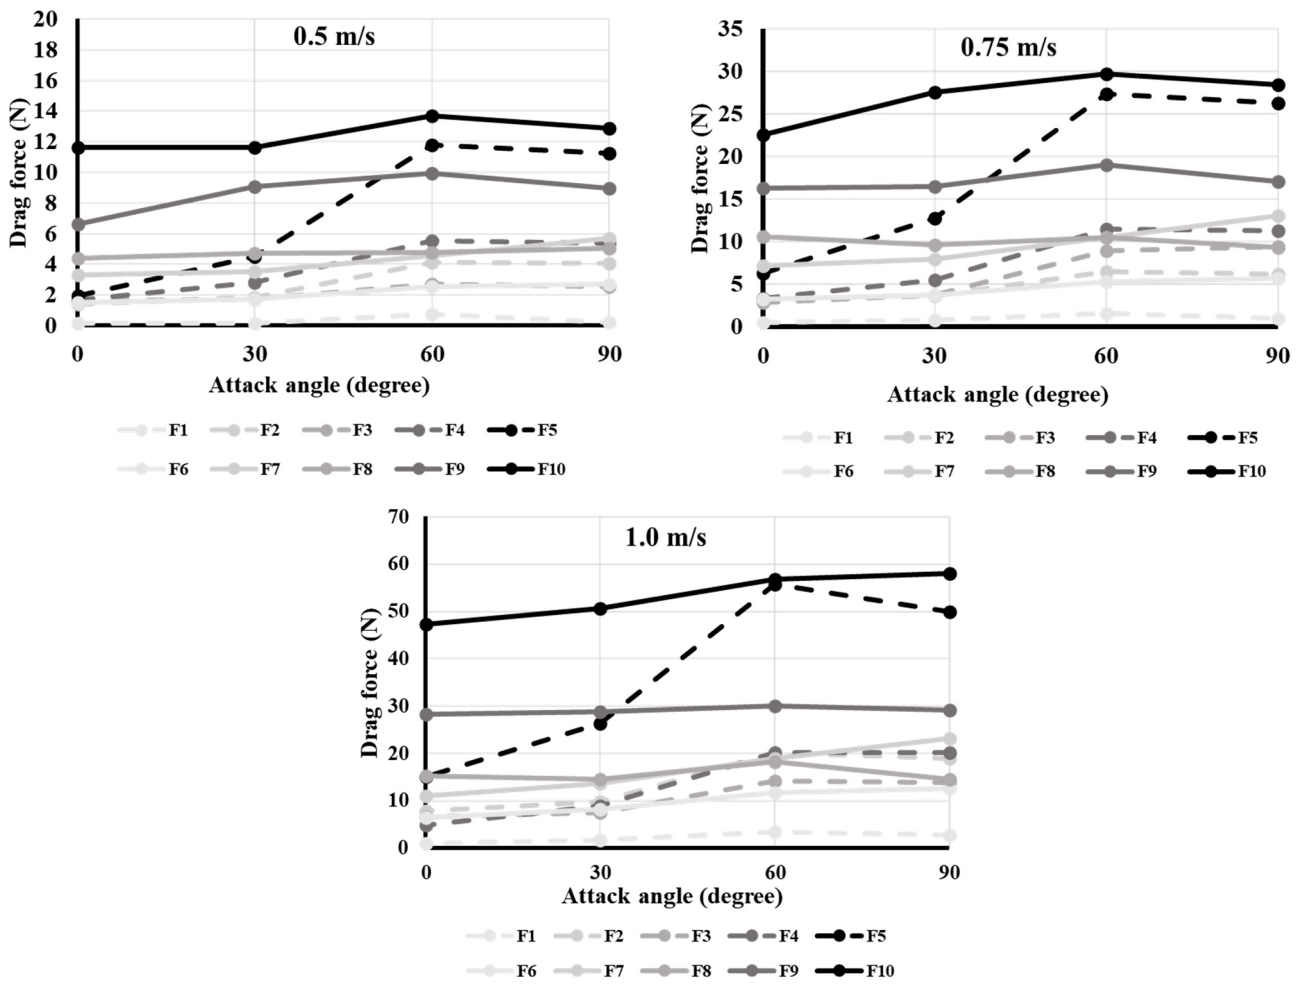 0.5 m/s
20
18
16
14
12
10
8
6
4
2
0
Drag force (N)
0 30 60 90
Attack angle (degree)
F1 F2 F3 F4 F5
F6 F7 F8 F9 F10
0.75 m/s
35
30
25
20
15
10
5
0
Drag force (N)
0 30 60 90
Attack angle (degree)
F1 F2 F3 F4 F5
F6 F7 F8 F9 F10
1.0 m/s
70
60
50
40
30
20
10
0
Drag force (N)
0 30 60 90
Attack angle (degree)
F1 F2 F3 F4 F5
F6 F7 F8 F9 F10